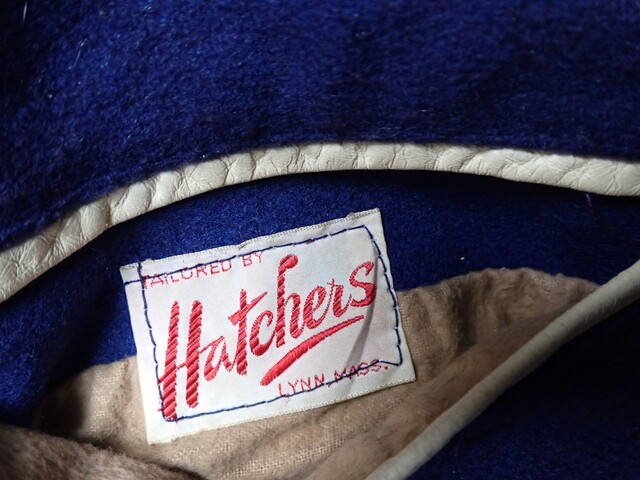 TAILORED BY
Hatchers
LYNN, MASS.